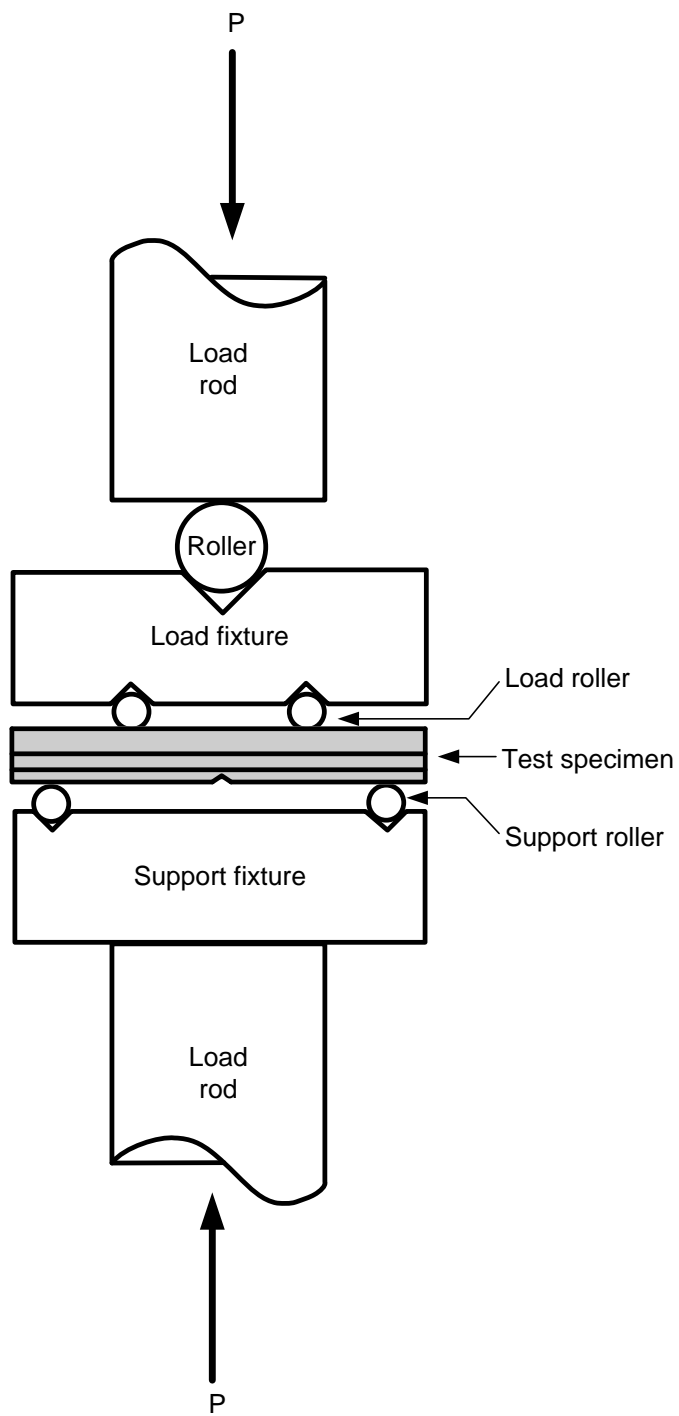 P
Load
rod
Roller
Load fixture
Load roller
Test specimen
Support roller
Support fixture
Load
rod
P